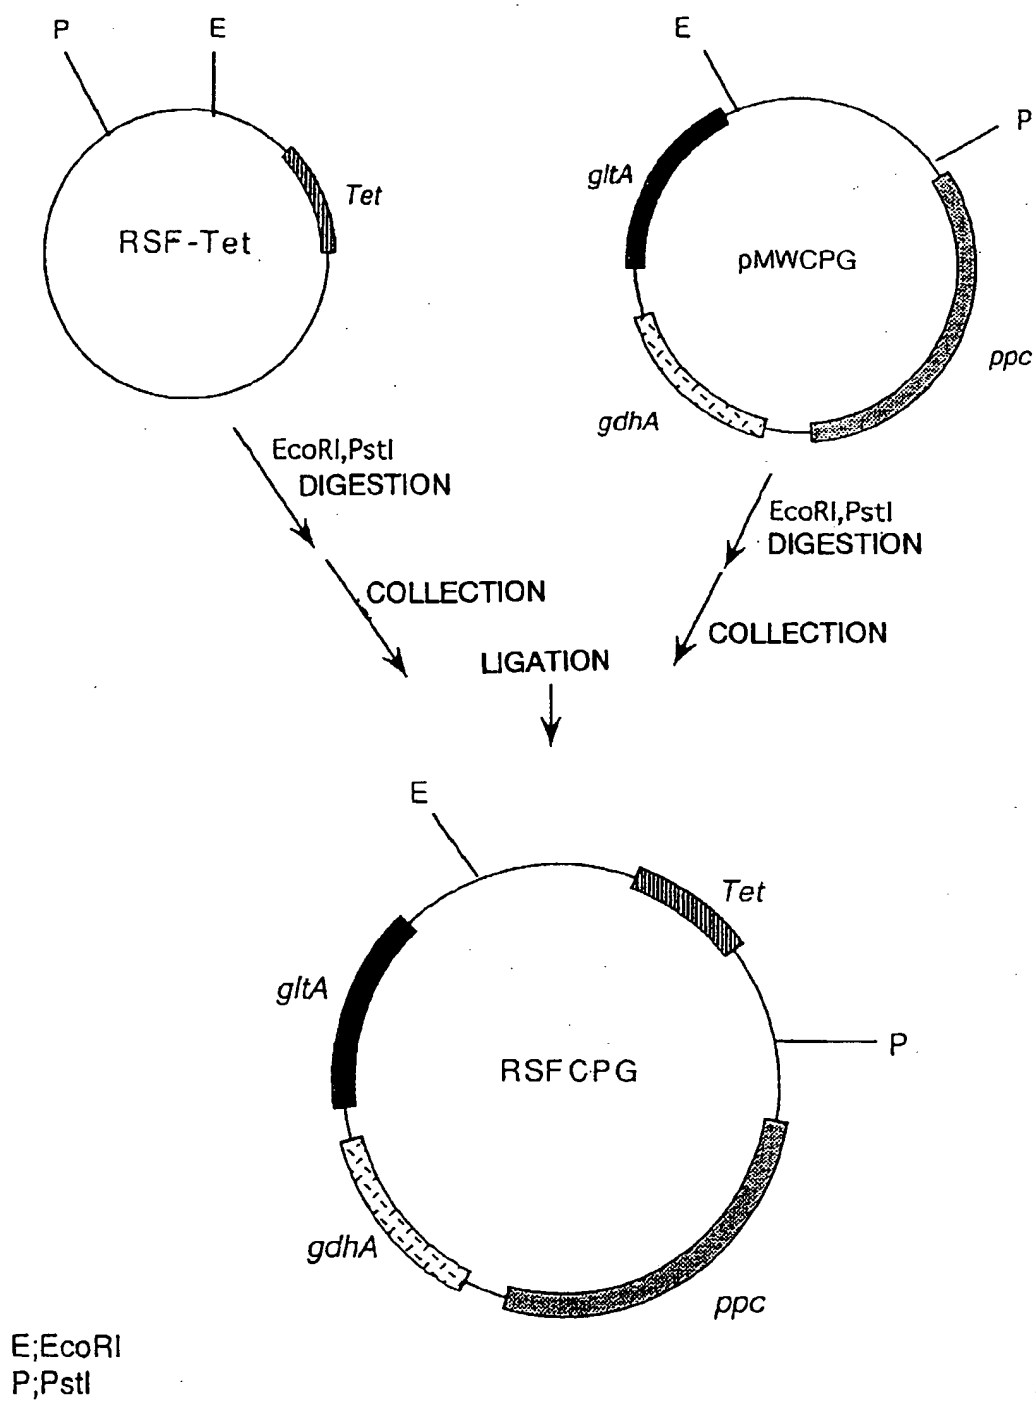 P
E
Tet
RSF-Tet
E
P
gltA
pMWCPG
ppc
gdhA
EcoRI,PstI
DIGESTION
COLLECTION
EcoRI,PstI
DIGESTION
COLLECTION
LIGATION
E
Tet
gltA
P
RSFCPG
gdhA
ppc
E;EcoRI
P;PstI